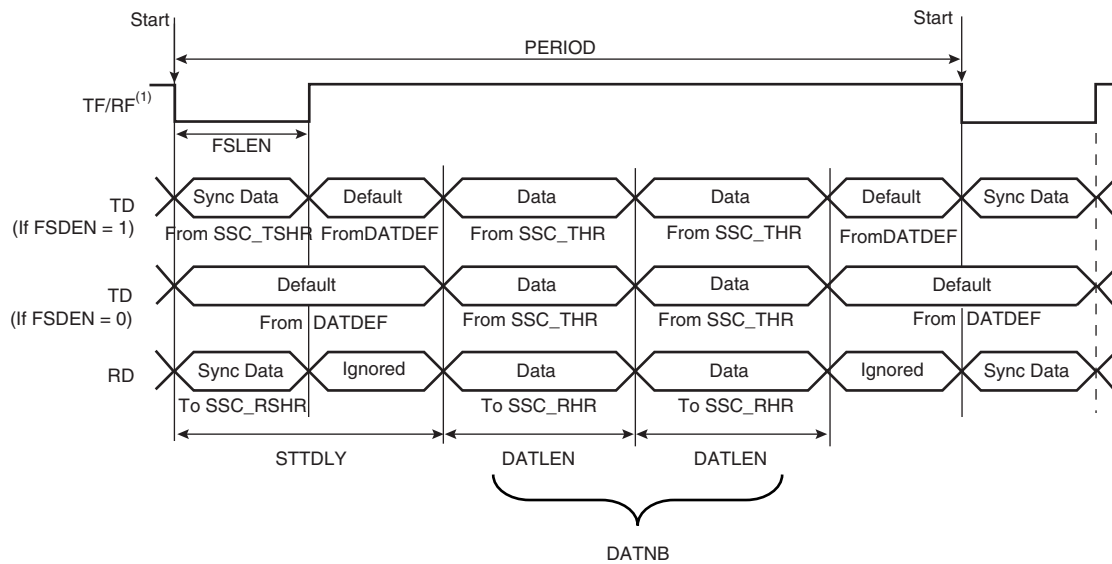 Start
Start
PERIOD
TF/RF(1)
FSLEN
TD
(If FSDEN = 1)
Sync Data
Default
Data
Data
Default
Sync Data
From SSC_TSHR
FromDATDEF
From SSC_THR
From SSC_THR
FromDATDEF
TD
(If FSDEN = 0)
Default
Data
Data
Default
From DATDEF
From SSC_THR
From SSC_THR
From DATDEF
RD
Sync Data
Ignored
Data
Data
Ignored
Sync Data
To SSC_RSHR
To SSC_RHR
To SSC_RHR
STTDLY
DATLEN
DATLEN
DATNB